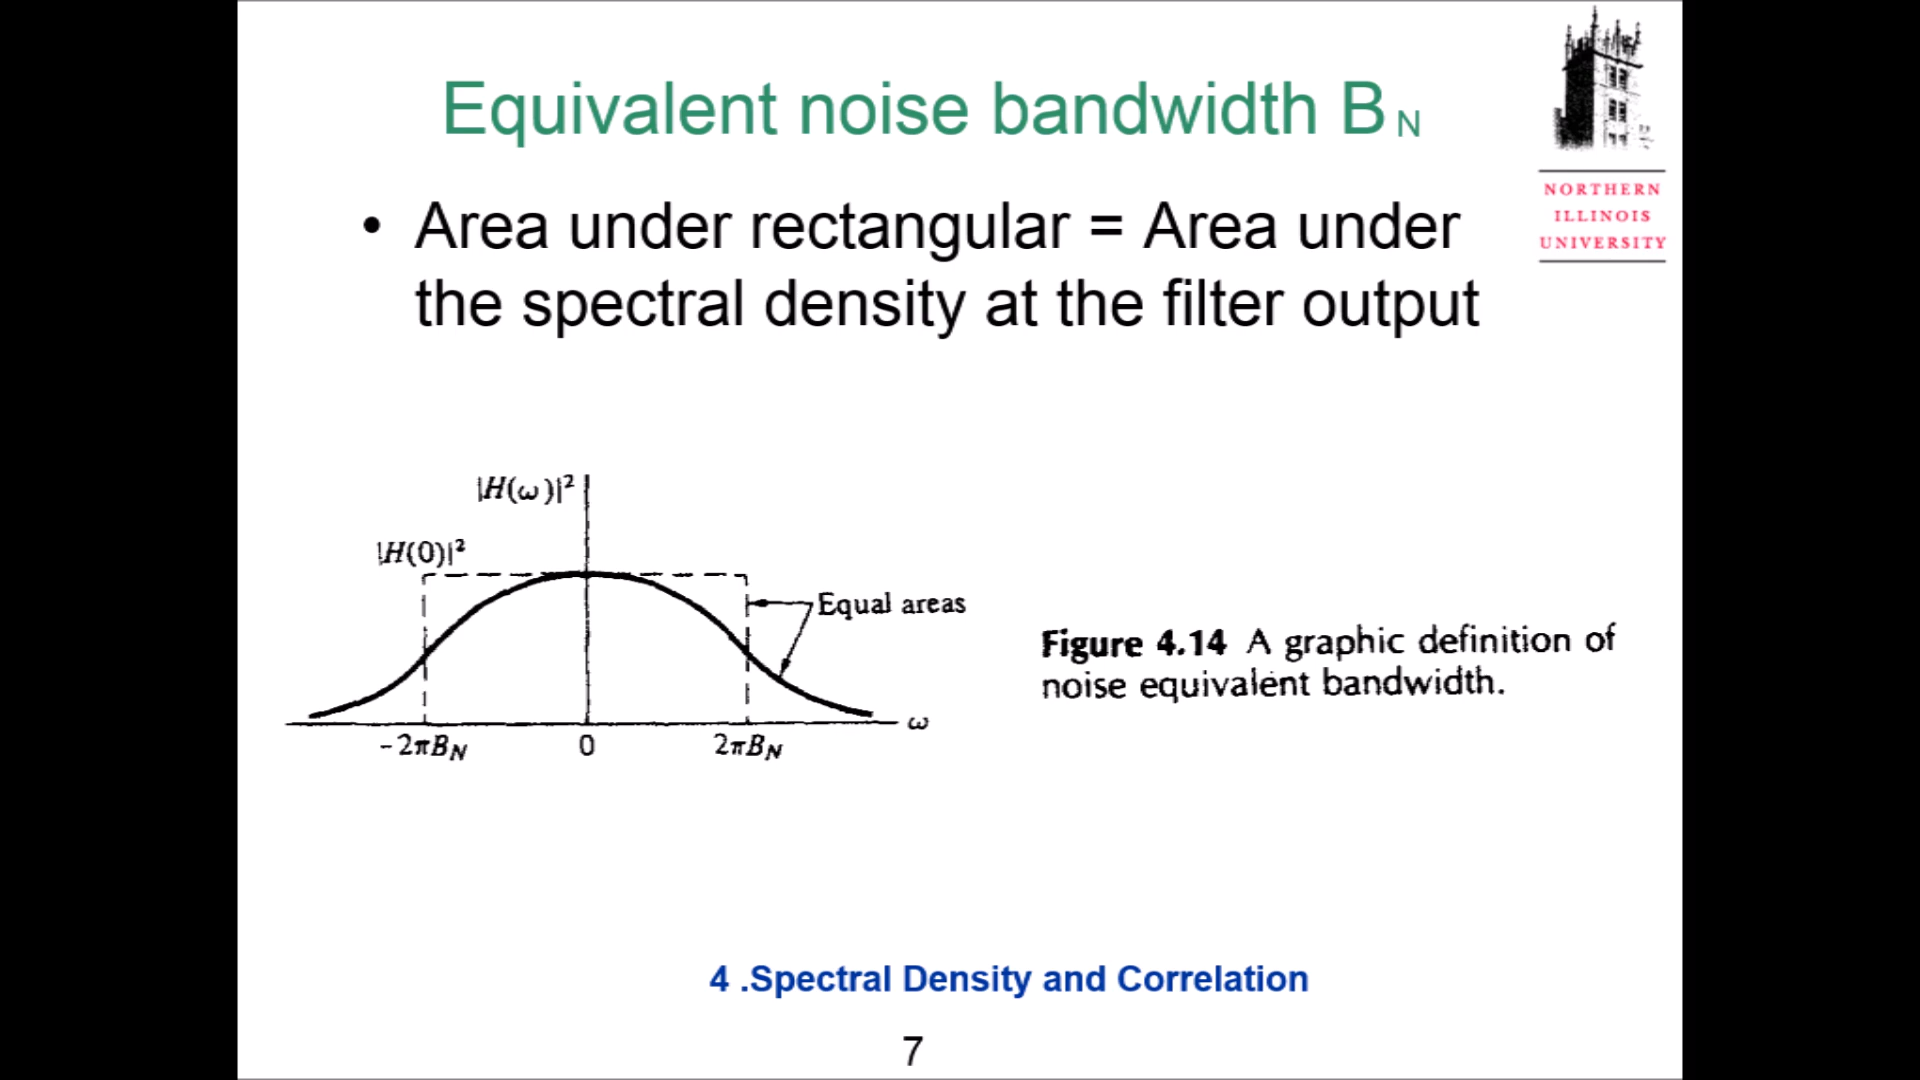 Equivalent noise bandwidth B N
NORTHERN
ILLINOIS
UNIVERSITY
• Area under rectangular = Area under
the spectral density at the filter output
|H(ω)|²
|H(0)|²
Equal areas
ω
-2πB_N
0
2πB_N
Figure 4.14 A graphic definition of
noise equivalent bandwidth.
4 .Spectral Density and Correlation
7